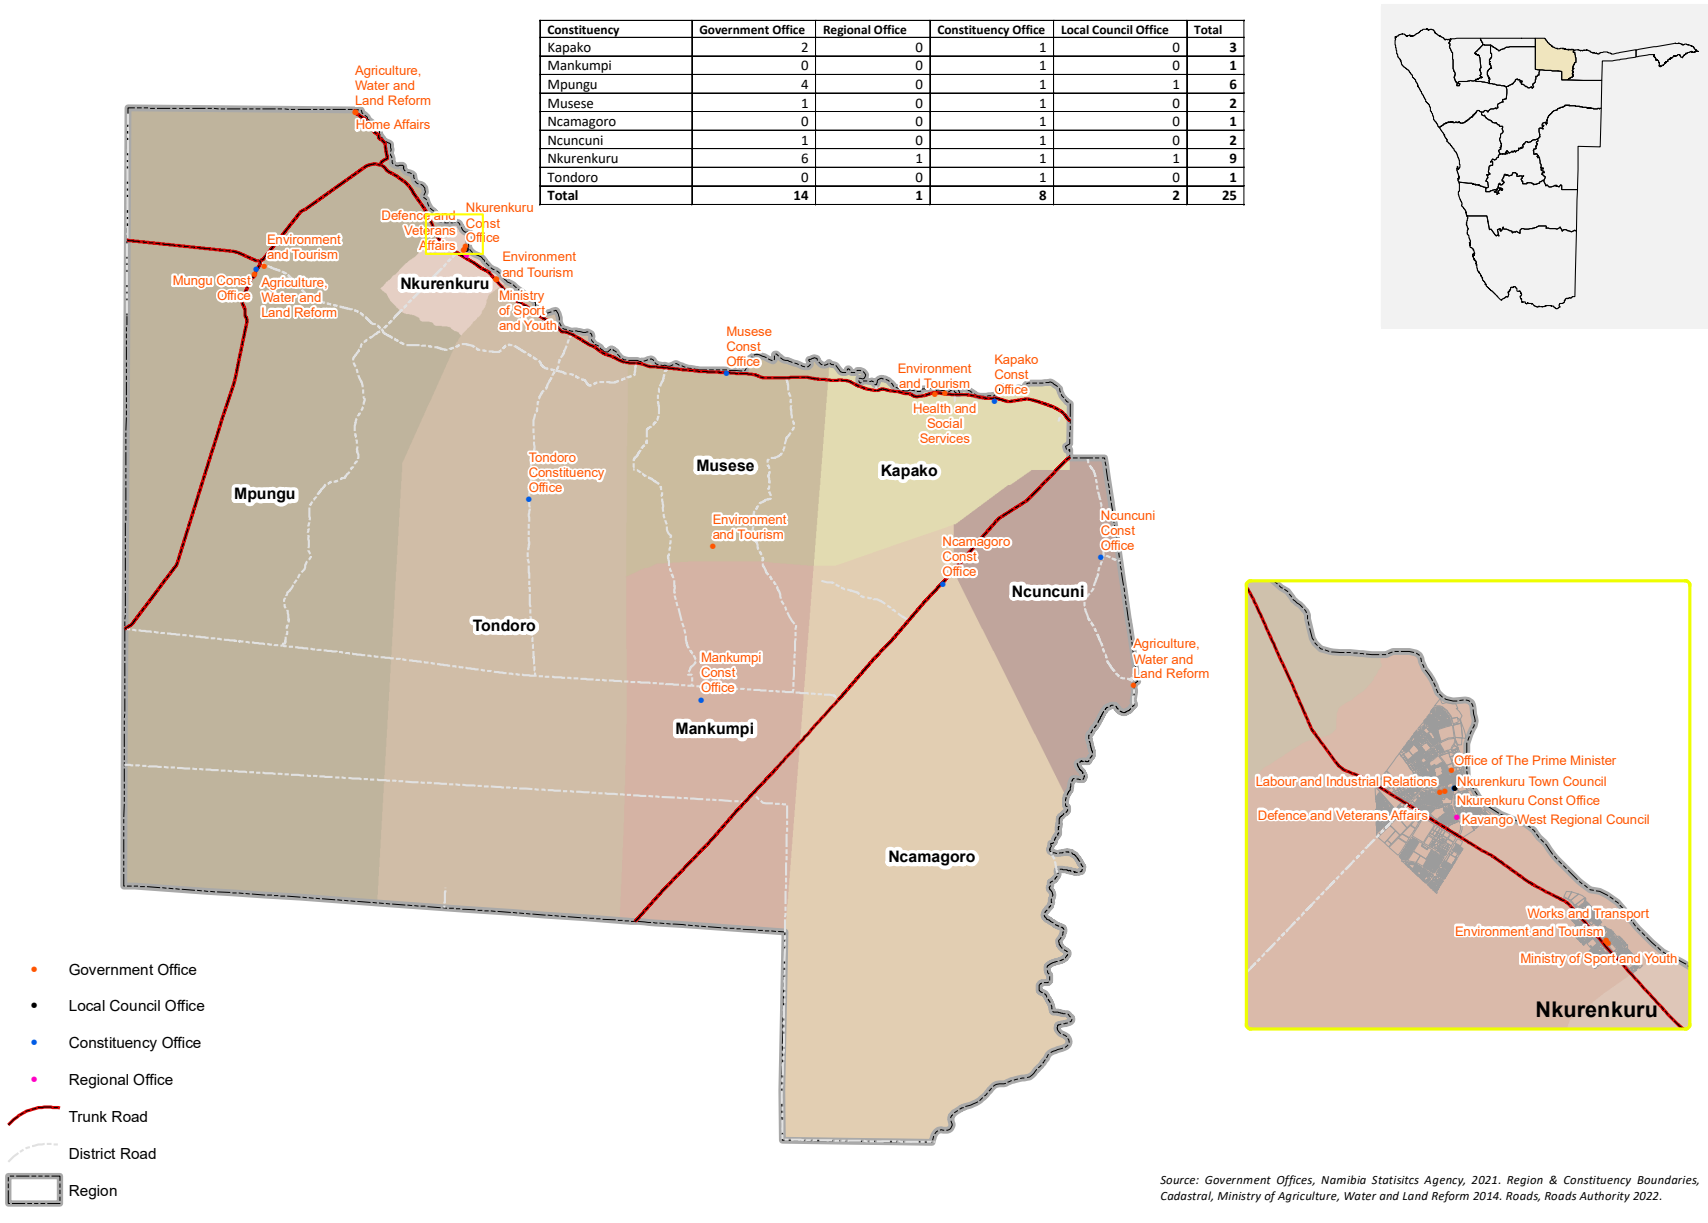 Constituency Government Office Regional Office Constituency Office Local Council Office Total
Kapako 2 0 1 0 3
Mankumpi 0 0 1 0 1
Mpungu 4 0 1 1 6
Musese 1 0 1 0 2
Ncamagoro 0 0 1 0 1
Ncuncuni 1 0 1 0 2
Nkurenkuru 6 1 1 1 9
Tondoro 0 0 1 0 1
Total 14 1 8 2 25
Agriculture,
Water and
Land Reform
Home Affairs
Defence and
Veterans
Affairs
Nkurenkuru
Const
Office
Environment
and Tourism
Mungu Const
Office
Agriculture,
Water and
Land Reform
Nkurenkuru
Environment
and Tourism
Ministry
of Sport
and Youth
Musese
Const
Office
Environment
and Tourism
Kapako
Const
Office
Health and
Social
Services
Tondoro
Constituency
Office
Musese
Kapako
Mpungu
Environment
and Tourism
Ncamagoro
Const
Office
Ncuncuni
Const
Office
Ncuncuni
Tondoro
Mankumpi
Const
Office
Agriculture,
Water and
Land Reform
Mankumpi
Ncamagoro
Office of The Prime Minister
Labour and Industrial Relations
Nkurenkuru Town Council
Nkurenkuru Const Office
Defence and Veterans Affairs
Kavango West Regional Council
Works and Transport
Environment and Tourism
Ministry of Sport and Youth
Nkurenkuru
Government Office
Local Council Office
Constituency Office
Regional Office
Trunk Road
District Road
Region
Source: Government Offices, Namibia Statisitcs Agency, 2021. Region & Constituency Boundaries,
Cadastral, Ministry of Agriculture, Water and Land Reform 2014. Roads, Roads Authority 2022.